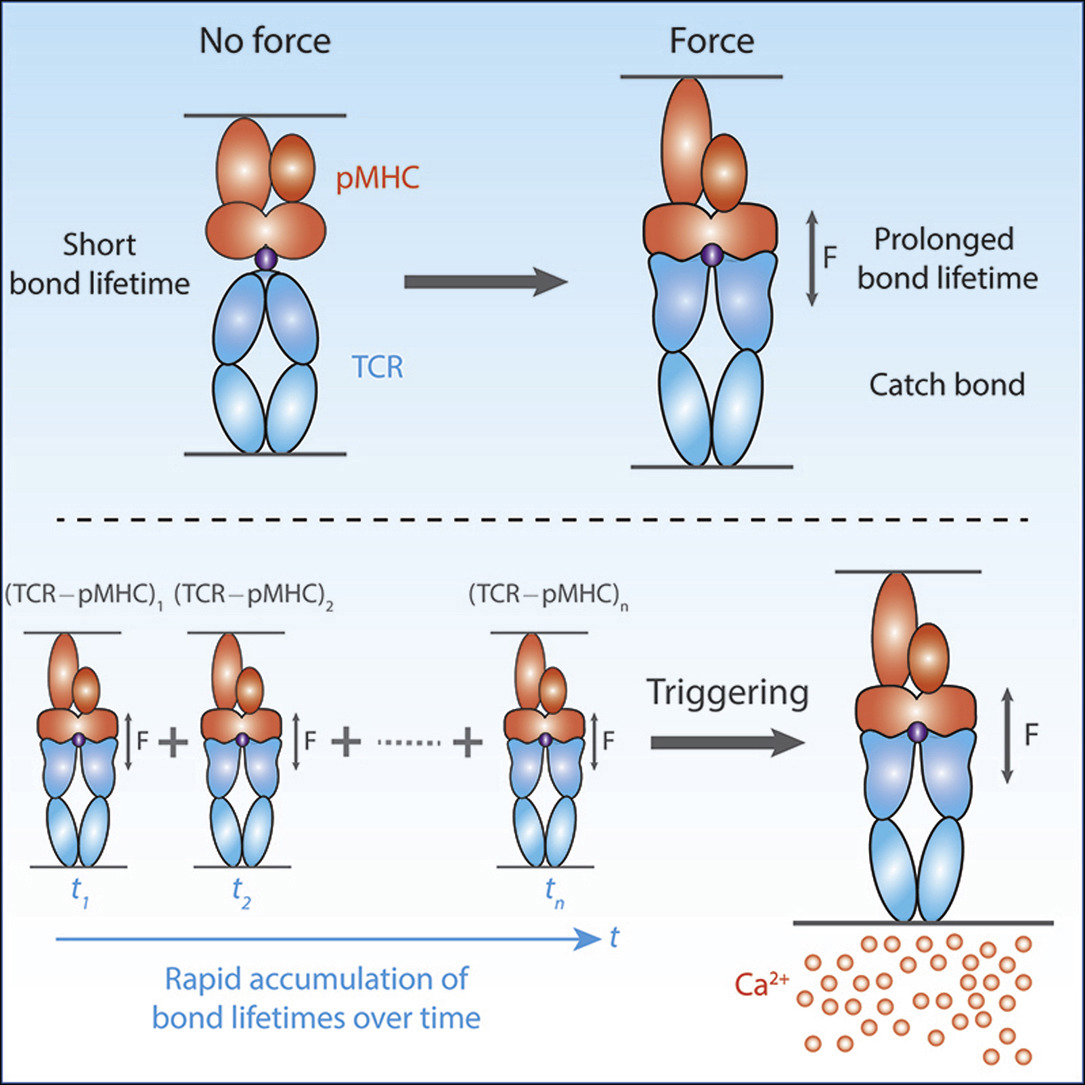 No force
Force
pMHC
Short
bond lifetime
F
Prolonged
bond lifetime
TCR
Catch bond
(TCR–pMHC)₁ (TCR–pMHC)₂ (TCR–pMHC)ₙ
F + F + ······· + F
Triggering
F
t₁ t₂ tₙ
t
Rapid accumulation of
bond lifetimes over time
Ca²⁺